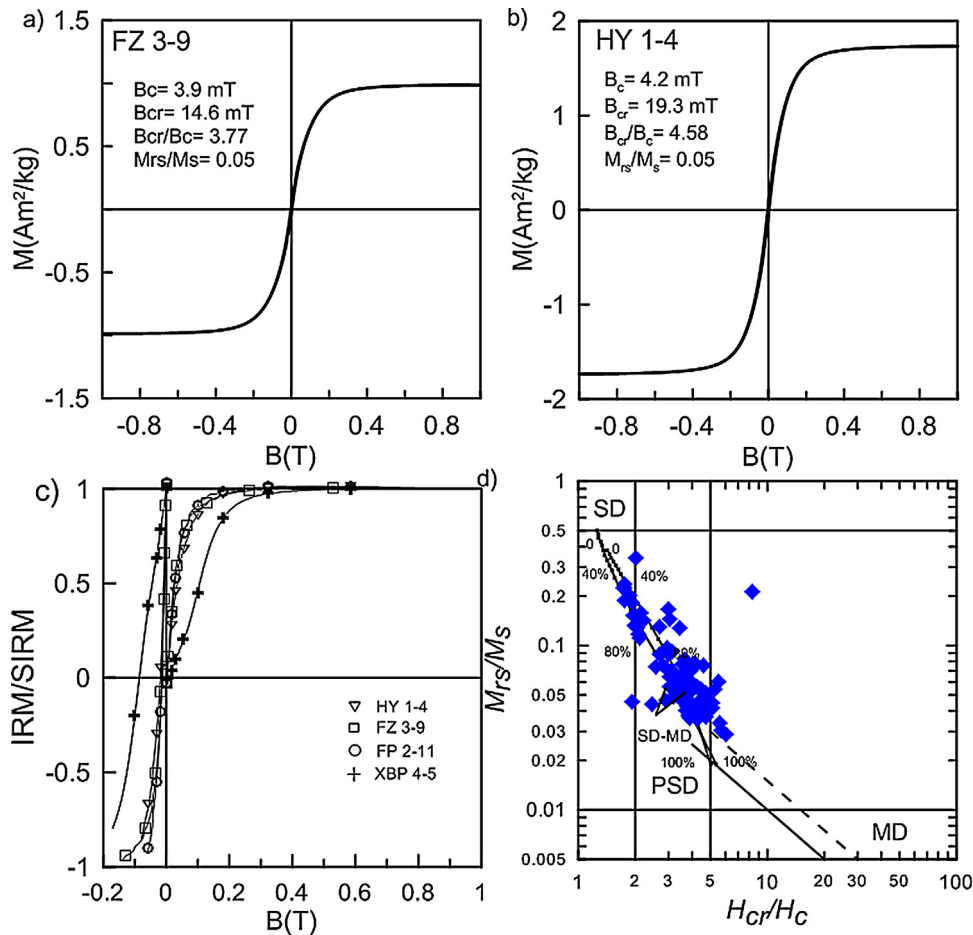 a)
FZ 3-9
Bc= 3.9 mT
Bcr= 14.6 mT
Bcr/Bc= 3.77
Mrs/Ms= 0.05
M(Am²/kg)
1.5
0.5
0
-0.5
-1
-1.5
-0.8 -0.4 0 0.4 0.8
B(T)
b)
HY 1-4
Bc= 4.2 mT
Bcr= 19.3 mT
Bcr/Bc= 4.58
Mrs/Ms= 0.05
M(Am²/kg)
2
1
0
-1
-2
-0.8 -0.4 0 0.4 0.8
B(T)
c)
IRM/SIRM
1
0.5
0
-0.5
-1
HY 1-4
FZ 3-9
FP 2-11
XBP 4-5
-0.2 0 0.2 0.4 0.6 0.8 1
B(T)
d)
Mrs/Ms
1
0.5
0.2
0.1
0.05
0.03
0.02
0.01
0.005
SD
0
0
40%
40%
80%
SD-MD
100%
100%
PSD
MD
1 2 3 5 10 20 30 50 100
Hcr/Hc